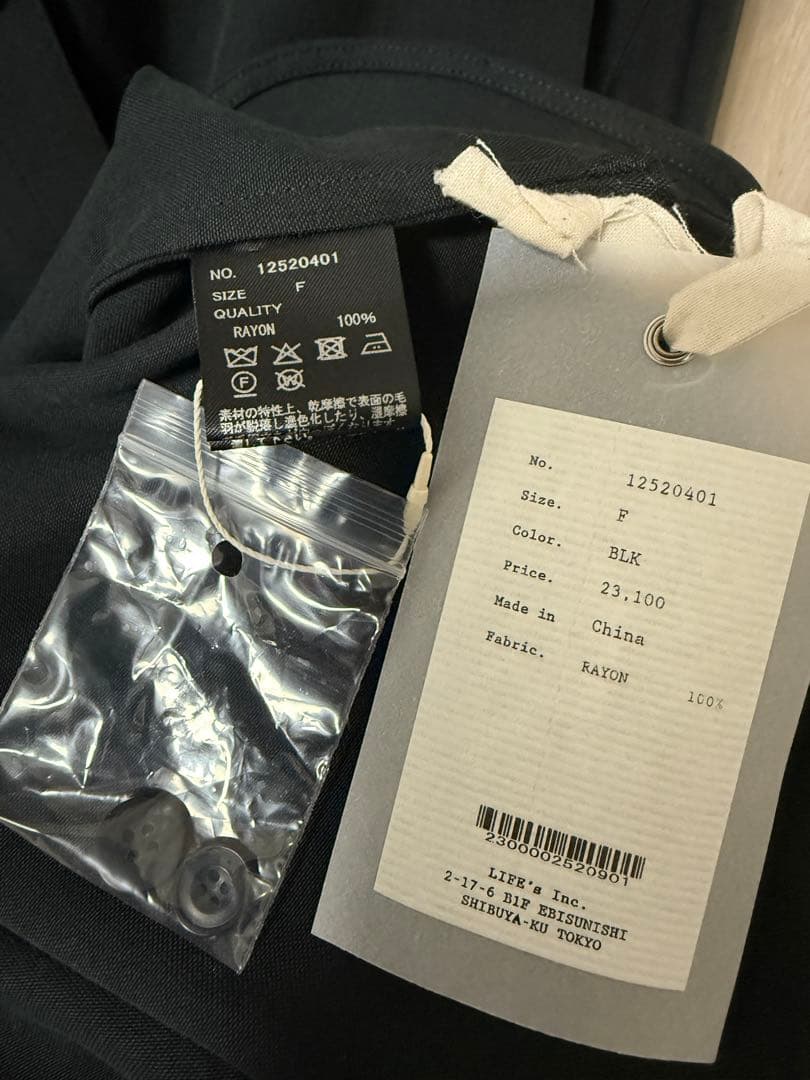 NO. 12520401
SIZE F
QUALITY
RAYON 100%
F
W
素材の特性上、乾摩擦で表面の毛
羽が脱落し濃色化したり、湿摩擦
No. 12520401
Size. F
Color. BLK
Price. 23,100
Made in China
Fabric. RAYON 100%
2300002520901
LIFE's Inc.
2-17-6 B1F EBISUNISHI
SHIBUYA-KU TOKYO